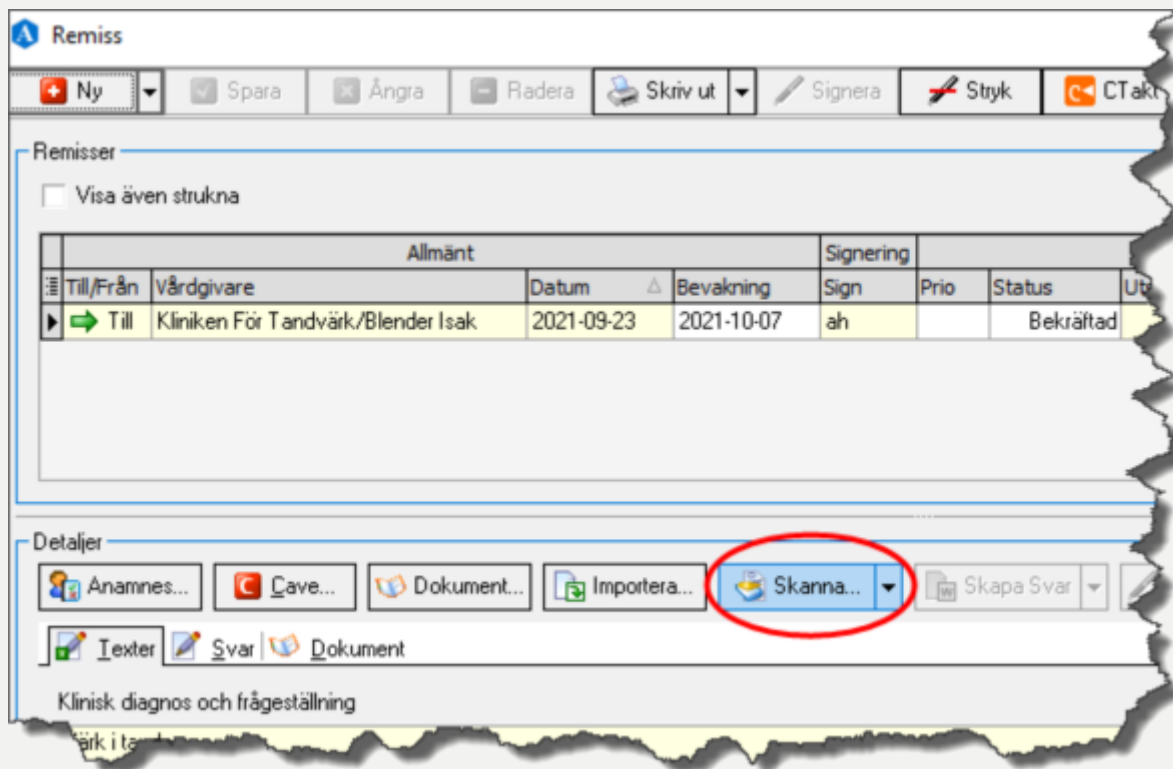 Remiss
Ny Spara Ångra Radera Skriv ut Signera Stryk CTakt
Remisser
Visa även strukna
Allmänt Signering
Till/Från Vårdgivare Datum Bevakning Sign Prio Status
Till Kliniken För Tandvärk/Blender Isak 2021-09-23 2021-10-07 ah Bekräftad
Detaljer
Anamnes... Cave... Dokument... Importera... Skanna... Skapa Svar
Texter Svar Dokument
Klinisk diagnos och frågeställning